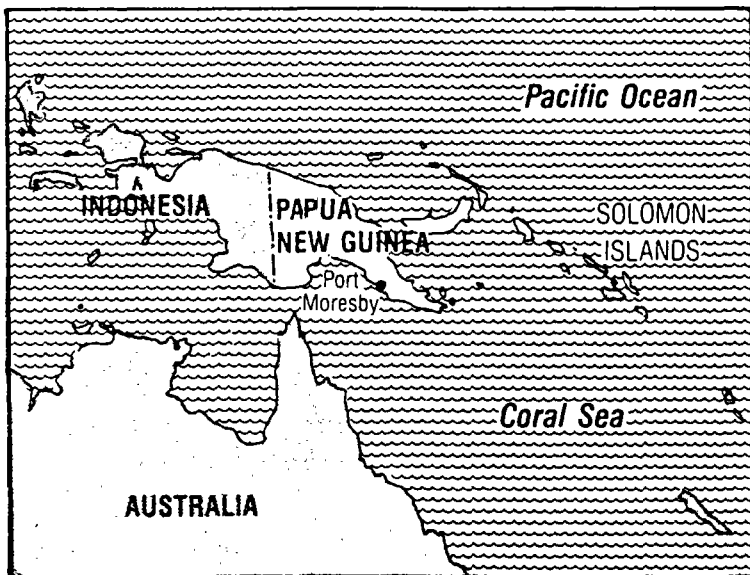 Pacific Ocean
INDONESIA
PAPUA
NEW GUINEA
SOLOMON
ISLANDS
Port
Moresby
Coral Sea
AUSTRALIA